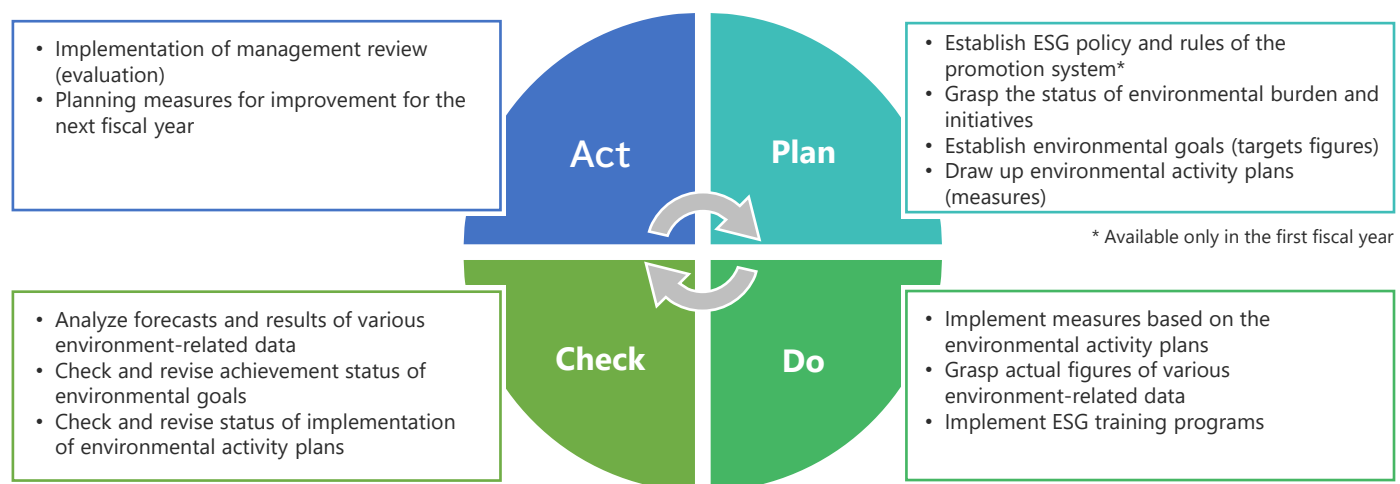 • Implementation of management review
(evaluation)
• Planning measures for improvement for the
next fiscal year
Act
Plan
• Establish ESG policy and rules of the
promotion system*
• Grasp the status of environmental burden and
initiatives
• Establish environmental goals (targets figures)
• Draw up environmental activity plans
(measures)
* Available only in the first fiscal year
• Analyze forecasts and results of various
environment-related data
• Check and revise achievement status of
environmental goals
• Check and revise status of implementation
of environmental activity plans
Check
Do
• Implement measures based on the
environmental activity plans
• Grasp actual figures of various
environment-related data
• Implement ESG training programs